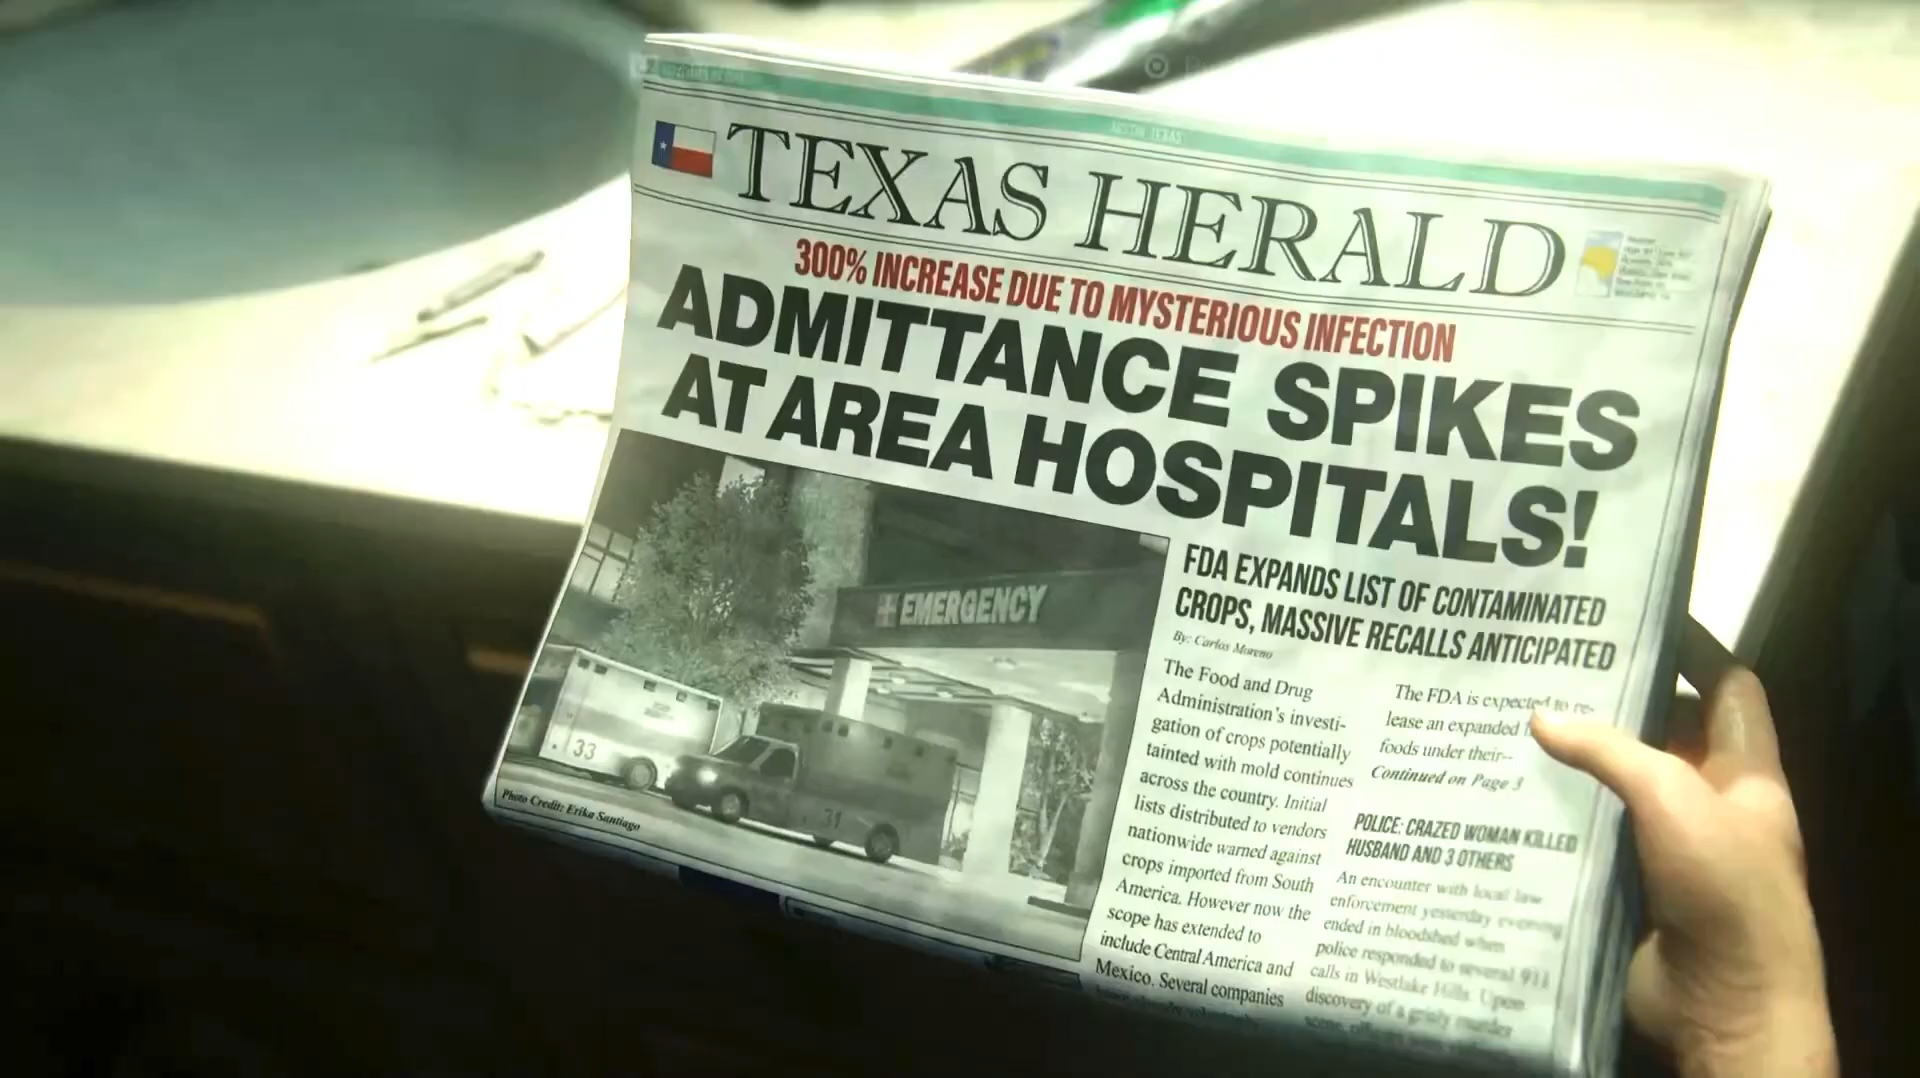 AUSTIN, TEXAS
TEXAS HERALD
300% INCREASE DUE TO MYSTERIOUS INFECTION
ADMITTANCE SPIKES
AT AREA HOSPITALS!
EMERGENCY
33
31
Photo Credit: Erika Santiago
FDA EXPANDS LIST OF CONTAMINATED
CROPS, MASSIVE RECALLS ANTICIPATED
By: Carlos Moreno
The Food and Drug
Administration's investi-
gation of crops potentially
tainted with mold continues
across the country. Initial
lists distributed to vendors
nationwide warned against
crops imported from South
America. However now the
scope has extended to
include Central America and
Mexico. Several companies
The FDA is expected to re-
lease an expanded
foods under their--
Continued on Page 3
POLICE: CRAZED WOMAN KILLED
HUSBAND AND 3 OTHERS
An encounter with local law
enforcement yesterday evening
ended in bloodshed when
police responded to several 911
calls in Westlake Hills. Upon
discovery of a grisly murder